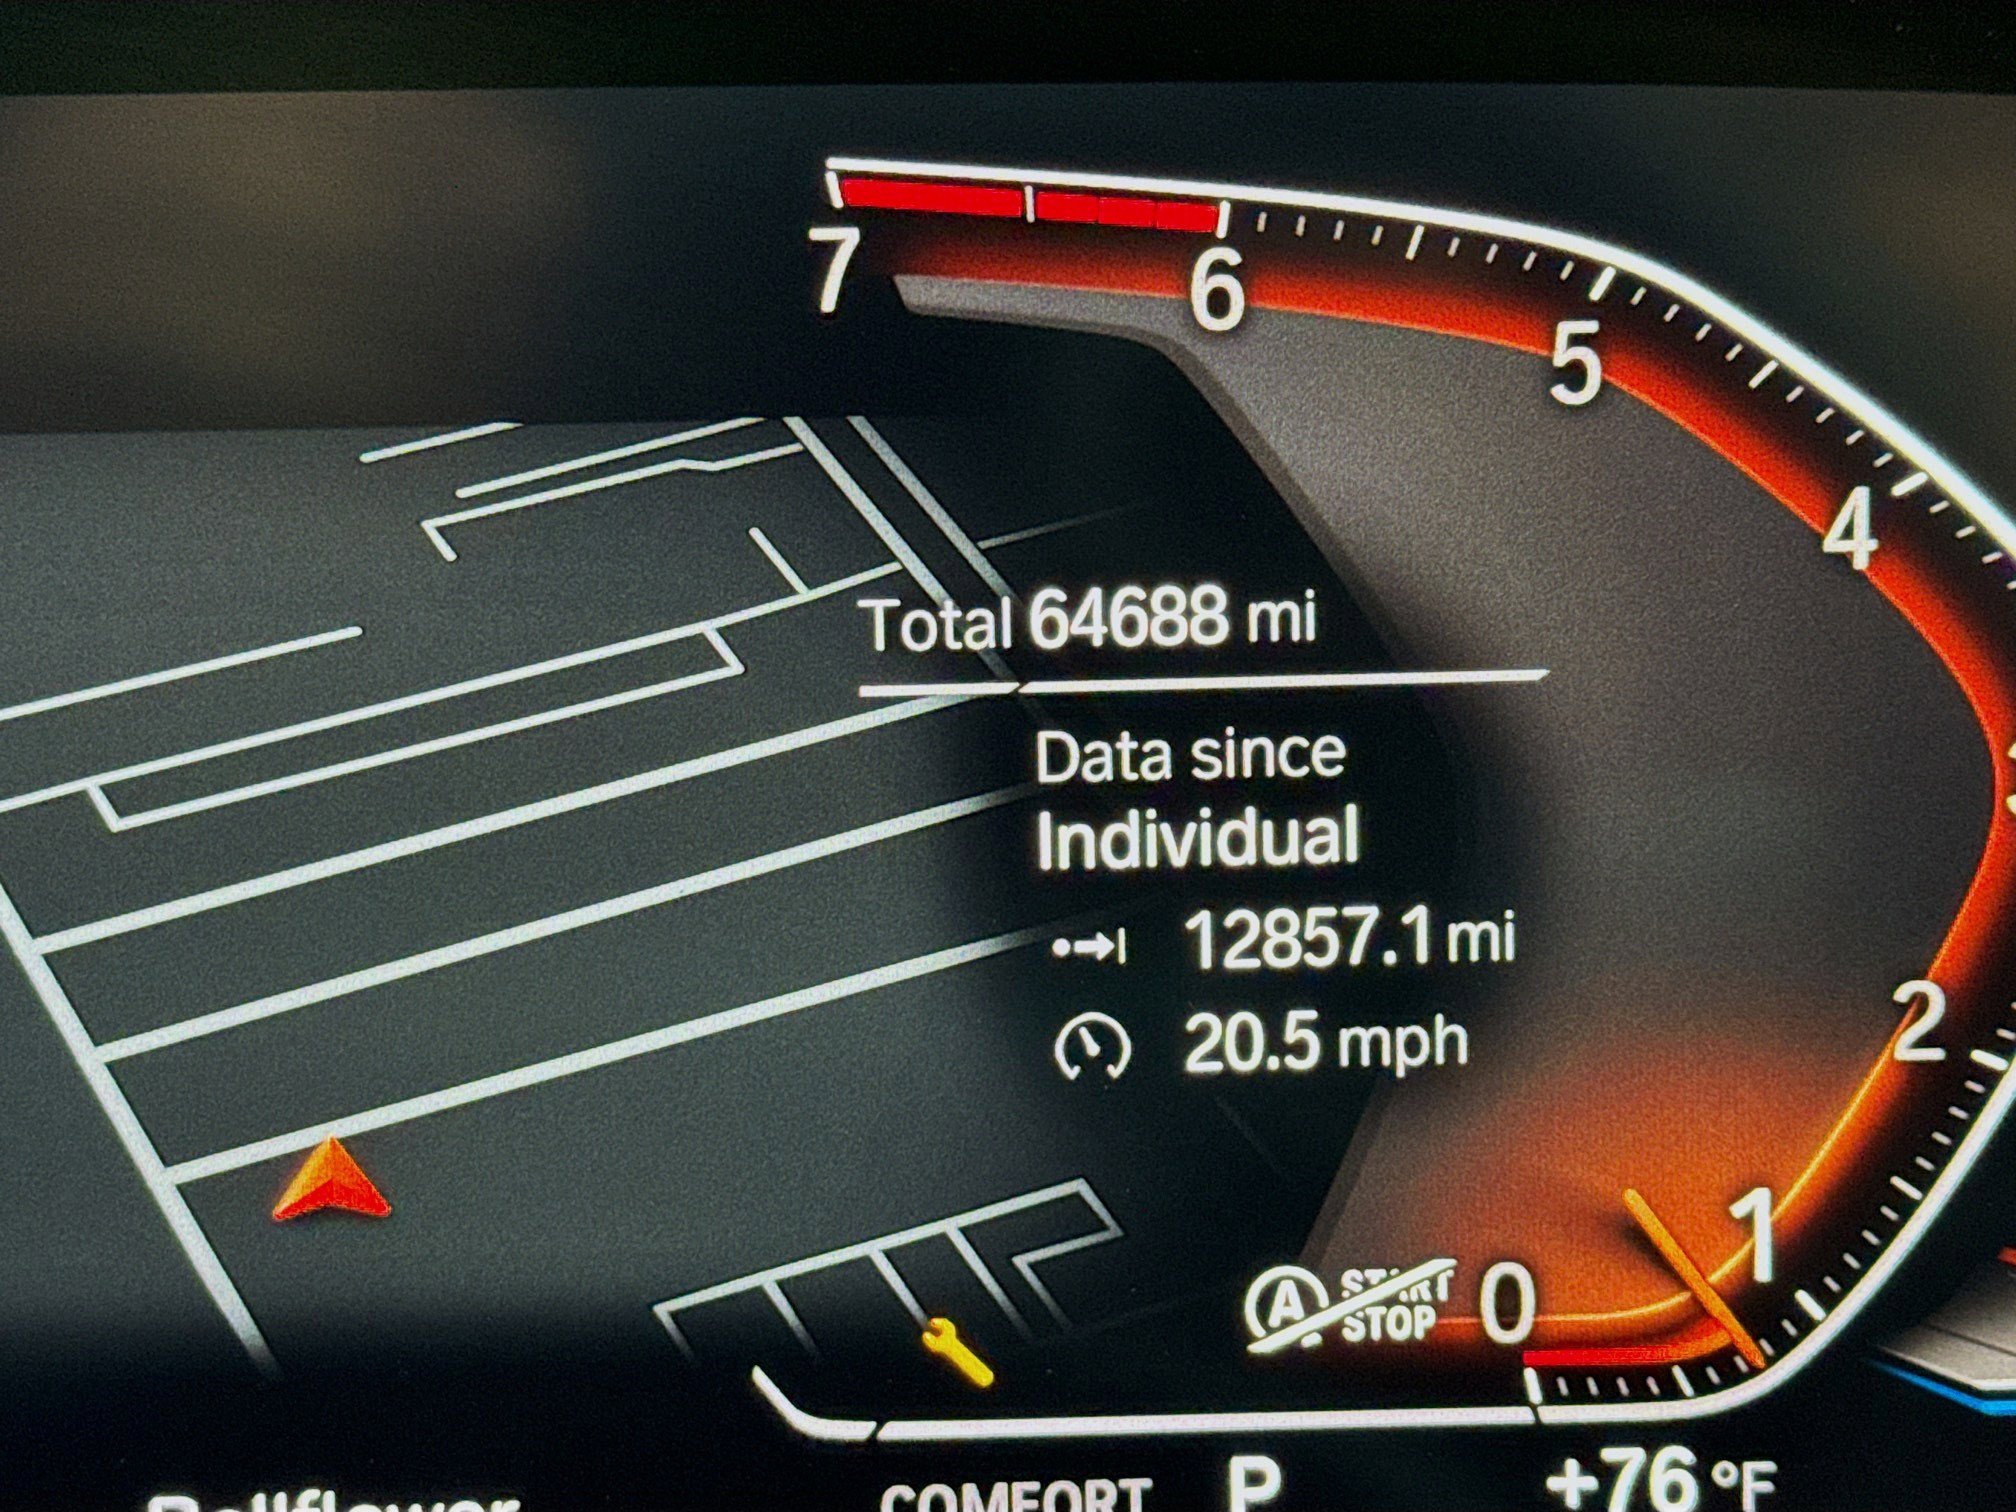 7
6
5
4
Total 64688 mi
Data since
Individual
12857.1 mi
20.5 mph
2
1
A START STOP
0
COMFORT P +76 °F